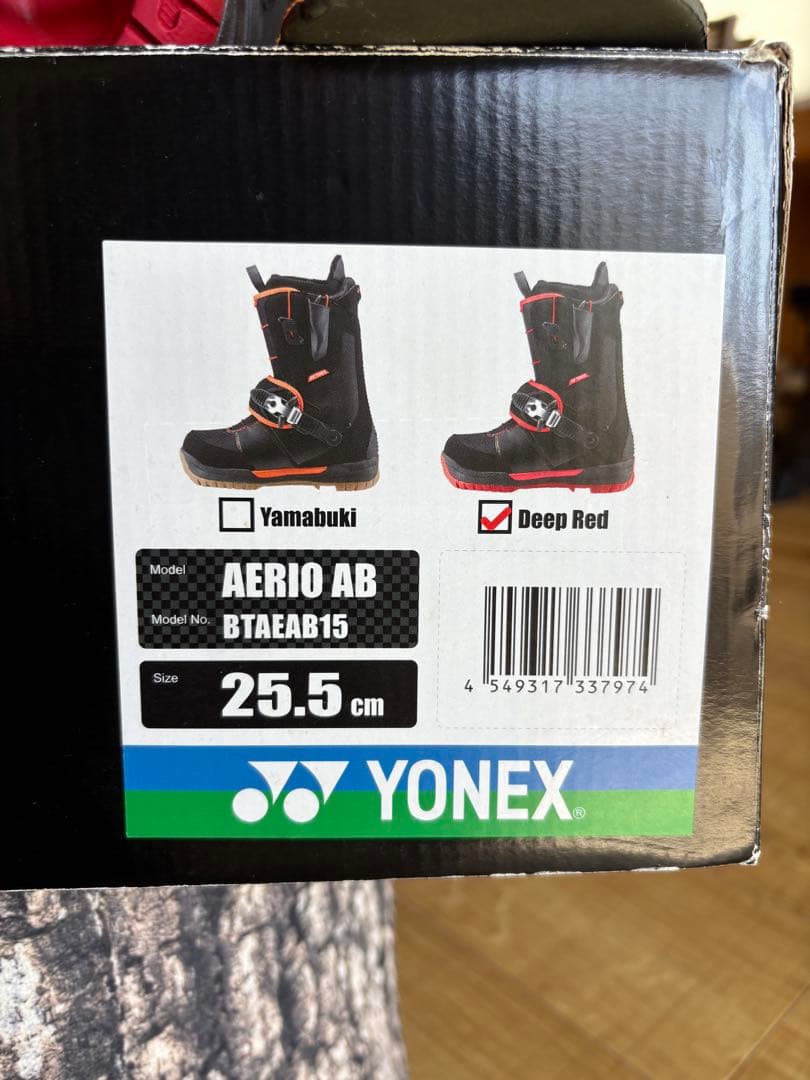 Yamabuki
Deep Red
Model AERIO AB
Model No. BTAEAB15
Size 25.5 cm
4 549317 337974
YONEX®